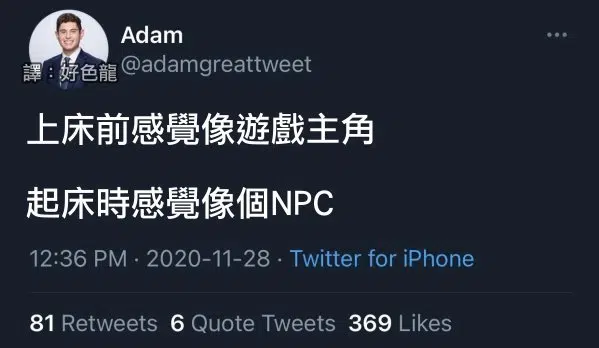 Adam
@adamgreattweet
譯：好色龍
上床前感覺像遊戲主角
起床時感覺像個NPC
12:36 PM · 2020-11-28 · Twitter for iPhone
81 Retweets 6 Quote Tweets 369 Likes